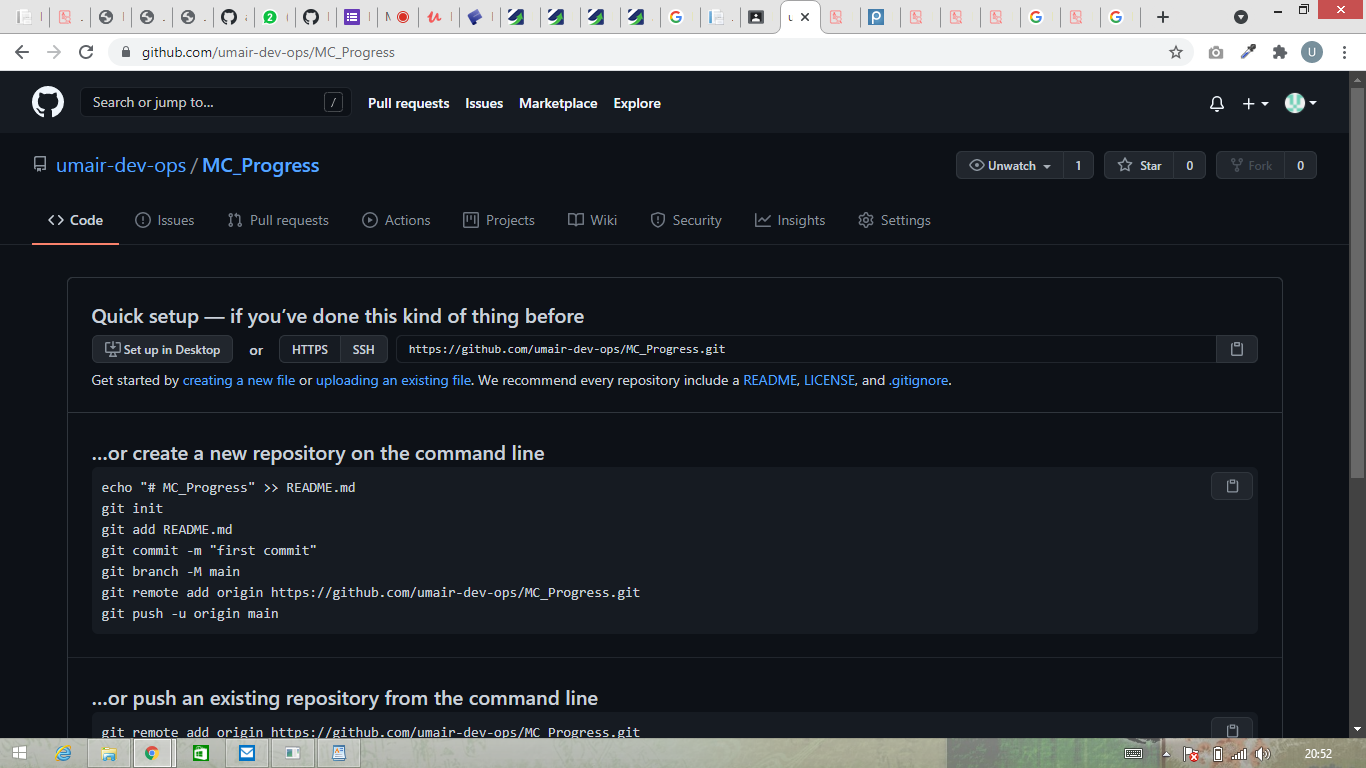 2
github.com/umair-dev-ops/MC_Progress
U
Search or jump to...
/
Pull requests
Issues
Marketplace
Explore
umair-dev-ops / MC_Progress
Unwatch
1
Star
0
Fork
0
Code
Issues
Pull requests
Actions
Projects
Wiki
Security
Insights
Settings
Quick setup — if you’ve done this kind of thing before
Set up in Desktop
or
HTTPS
SSH
https://github.com/umair-dev-ops/MC_Progress.git
Get started by creating a new file or uploading an existing file. We recommend every repository include a README, LICENSE, and .gitignore.
…or create a new repository on the command line
echo "# MC_Progress" >> README.md
git init
git add README.md
git commit -m "first commit"
git branch -M main
git remote add origin https://github.com/umair-dev-ops/MC_Progress.git
git push -u origin main
…or push an existing repository from the command line
git remote add origin https://github.com/umair-dev-ops/MC_Progress.git
20:52